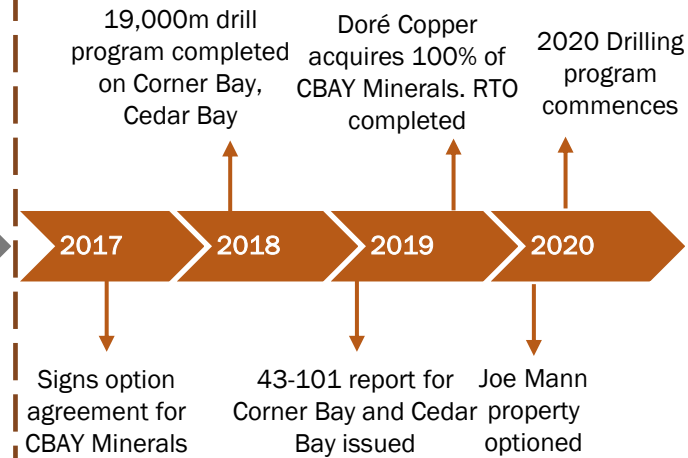 19,000m drill
program completed
on Corner Bay,
Cedar Bay
Doré Copper
acquires 100% of
CBAY Minerals. RTO
completed
2020 Drilling
program
commences
2017
2018
2019
2020
Signs option
agreement for
CBAY Minerals
43-101 report for
Corner Bay and Cedar
Bay issued
Joe Mann
property
optioned